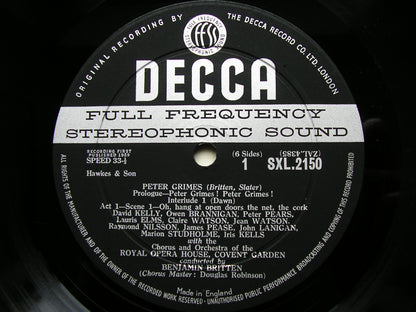 ORIGINAL RECORDING BY
THE DECCA RECORD CO. LTD. LONDON
FULL FREQUENCY
STEREOPHONIC
ffss
DECCA
FULL FREQUENCY
STEREOPHONIC SOUND
RECORDING FIRST
PUBLISHED 1959
SPEED 33⅓
(6 Sides)
1
(ZAL.4385)
SXL.2150
Hawkes & Son
PETER GRIMES (Britten, Slater)
Prologue—Peter Grimes! Peter Grimes!
Interlude 1 (Dawn)
Act 1—Scene 1—Oh, hang at open doors the net, the cork
David KELLY, Owen BRANNIGAN, Peter PEARS,
Lauris ELMS, Claire WATSON, Jean WATSON,
Raymond NILSSON, James PEASE, John LANIGAN,
Marion STUDHOLME, Iris KELLS
with the
Chorus and Orchestra of the
ROYAL OPERA HOUSE, COVENT GARDEN
conducted by
BENJAMIN BRITTEN
(Chorus Master: Douglas Robinson)
Made in England
ALL RIGHTS OF THE MANUFACTURER AND OF THE OWNER OF THE RECORDED WORK RESERVED · UNAUTHORISED PUBLIC PERFORMANCE BROADCASTING AND COPYING OF THIS RECORD PROHIBITED